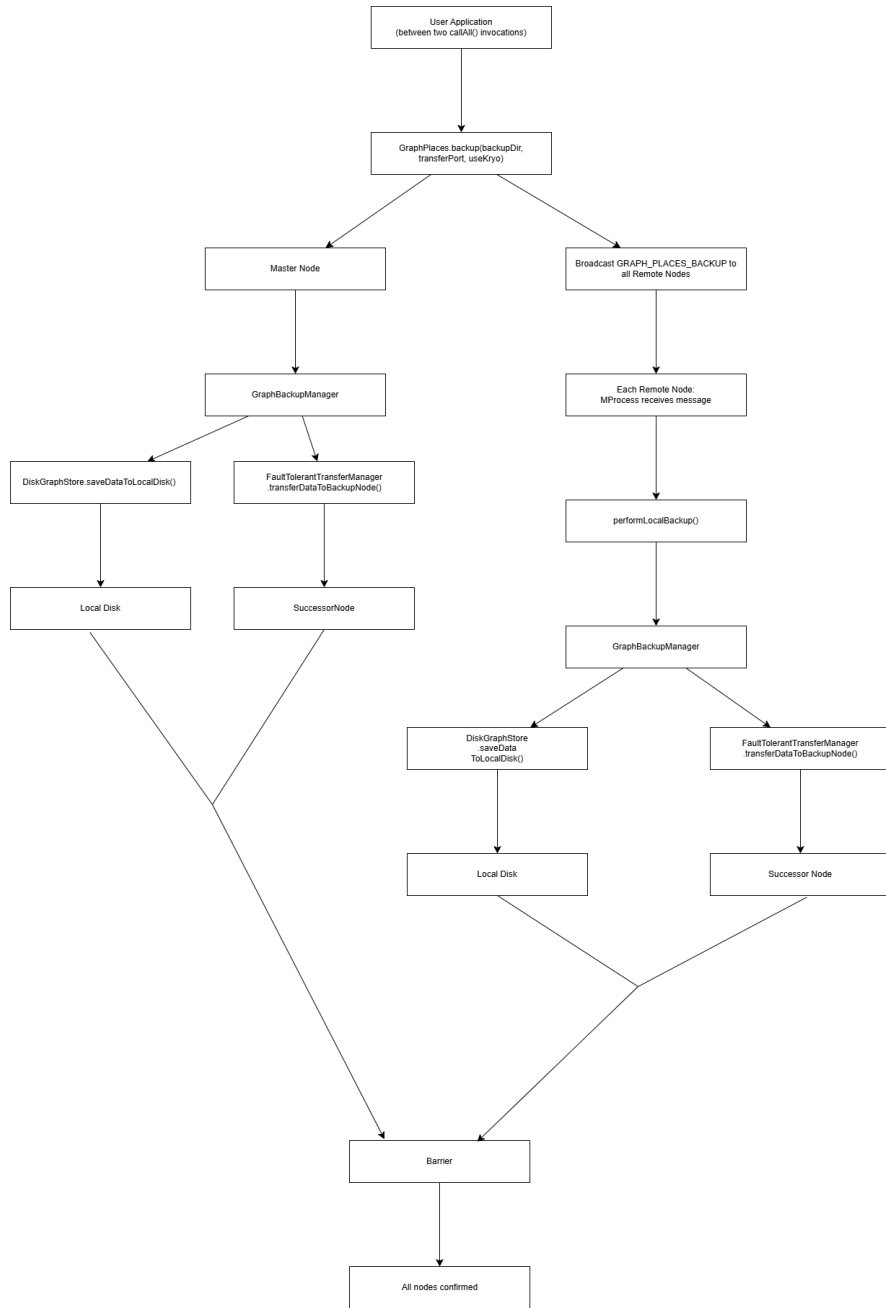 User Application
(between two callAll() invocations)
GraphPlaces.backup(backupDir,
transferPort, useKryo)
Master Node
Broadcast GRAPH_PLACES_BACKUP to
all Remote Nodes
GraphBackupManager
Each Remote Node:
MProcess receives message
DiskGraphStore.saveDataToLocalDisk()
FaultTolerantTransferManager
.transferDataToBackupNode()
performLocalBackup()
Local Disk
SuccessorNode
GraphBackupManager
DiskGraphStore
.saveData
ToLocalDisk()
FaultTolerantTransferManager
.transferDataToBackupNode()
Local Disk
Successor Node
Barrier
All nodes confirmed